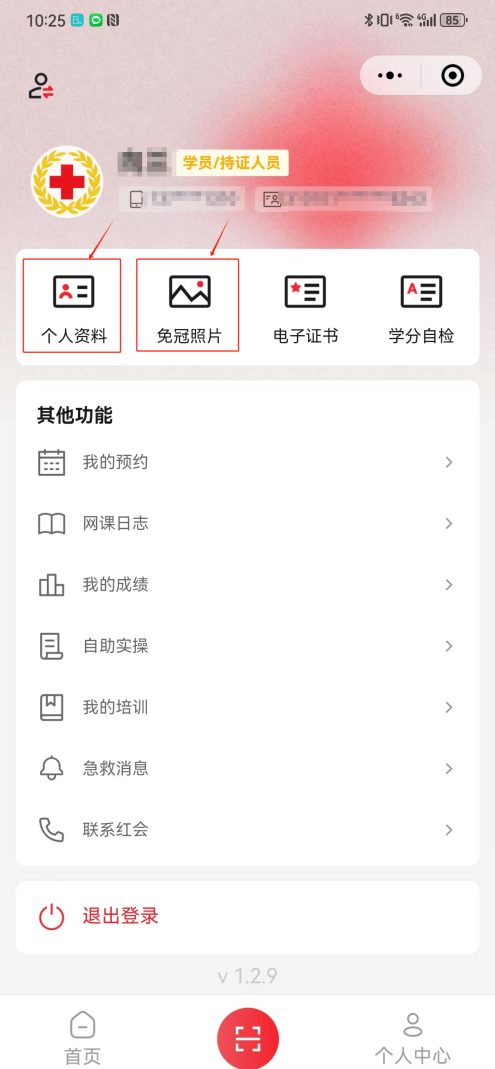 10:25
4G 85
学员/持证人员
个人资料 免冠照片 电子证书 学分自检
其他功能
我的预约
网课日志
我的成绩
自助实操
我的培训
急救消息
联系红会
退出登录
v 1.2.9
首页 个人中心